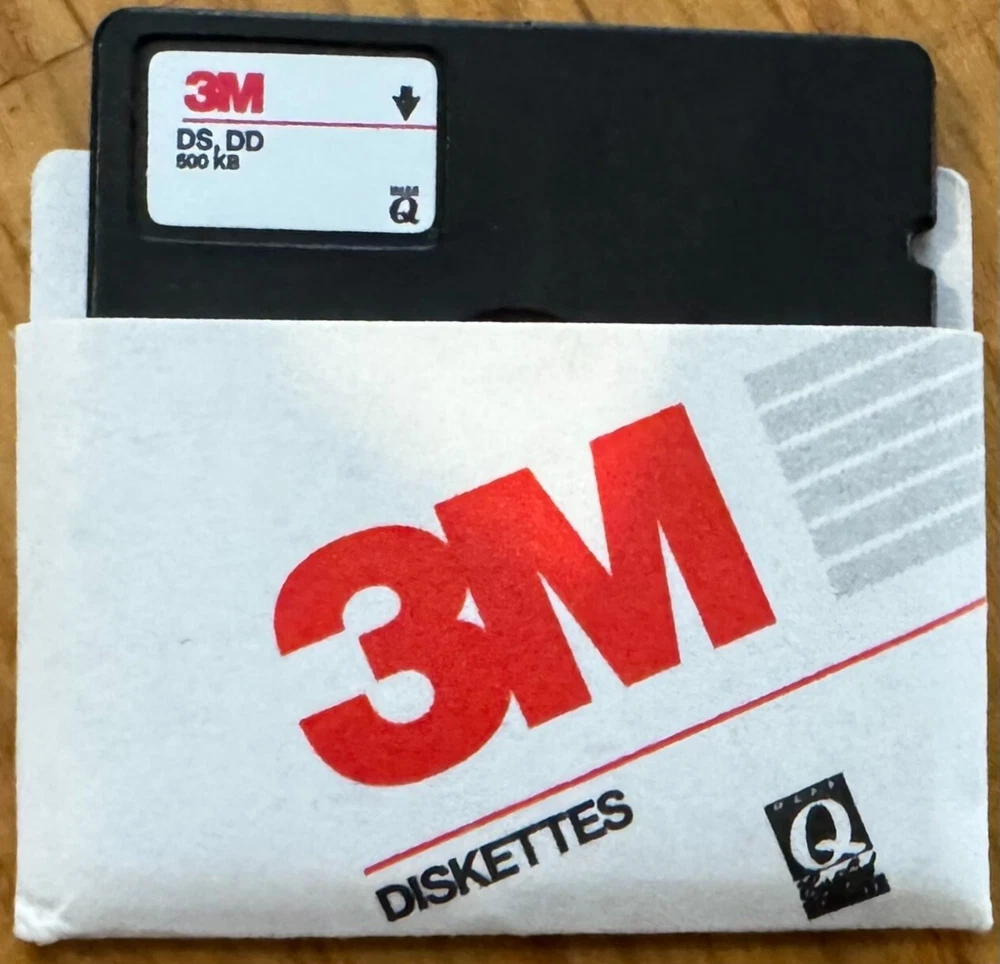 3M
DS, DD
500 KB
Q
3M
DISKETTES
Q